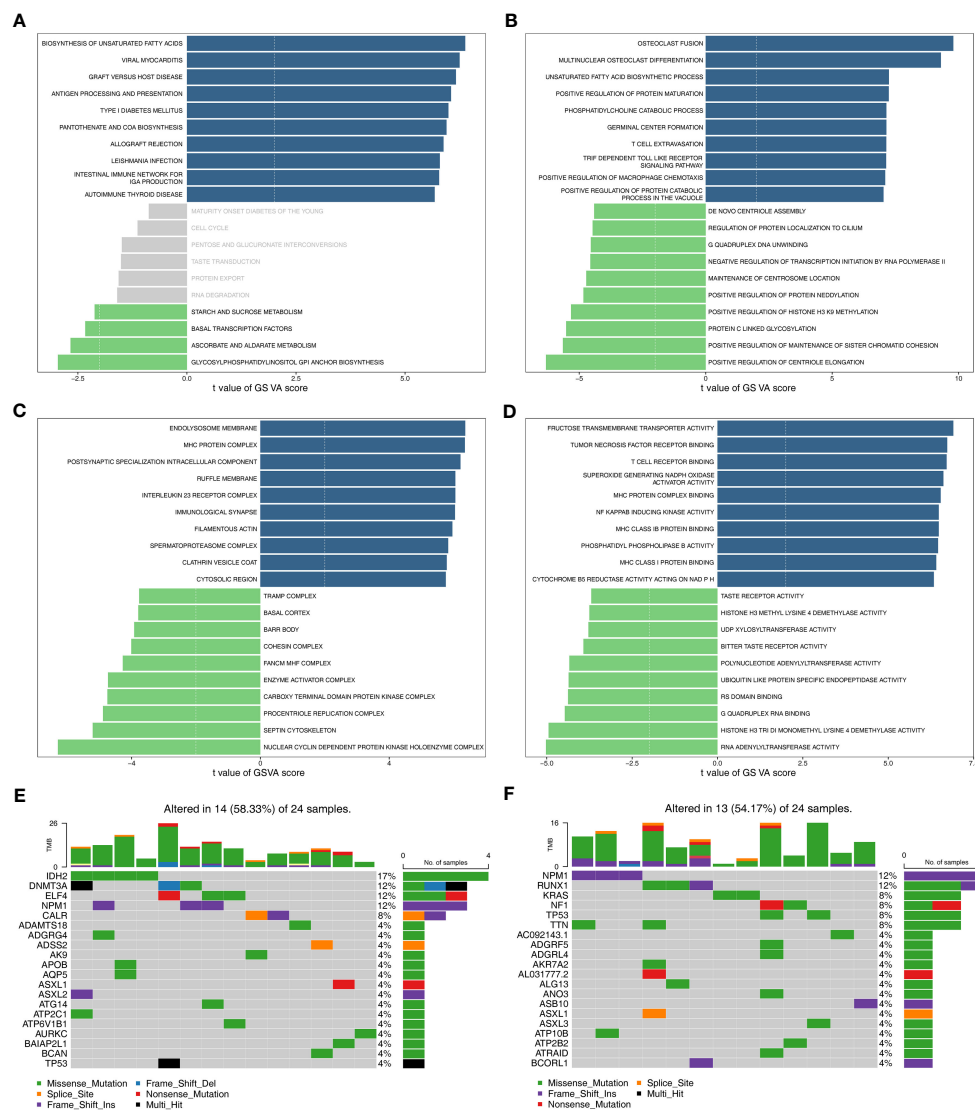 A
BIOSYNTHESIS OF UNSATURATED FATTY ACIDS
VIRAL MYOCARDITIS
GRAFT VERSUS HOST DISEASE
ANTIGEN PROCESSING AND PRESENTATION
TYPE I DIABETES MELLITUS
PANTOTHENATE AND COA BIOSYNTHESIS
ALLOGRAFT REJECTION
LEISHMANIA INFECTION
INTESTINAL IMMUNE NETWORK FOR
IGA PRODUCTION
AUTOIMMUNE THYROID DISEASE
MATURITY ONSET DIABETES OF THE YOUNG
CELL CYCLE
PENTOSE AND GLUCURONATE INTERCONVERSIONS
TASTE TRANSDUCTION
PROTEIN EXPORT
RNA DEGRADATION
STARCH AND SUCROSE METABOLISM
BASAL TRANSCRIPTION FACTORS
ASCORBATE AND ALDARATE METABOLISM
GLYCOSYLPHOSPHATIDYLINOSITOL GPI ANCHOR BIOSYNTHESIS
−2.5 0.0 2.5 5.0
t value of GS VA score
B
OSTEOCLAST FUSION
MULTINUCLEAR OSTEOCLAST DIFFERENTIATION
UNSATURATED FATTY ACID BIOSYNTHETIC PROCESS
POSITIVE REGULATION OF PROTEIN MATURATION
PHOSPHATIDYLCHOLINE CATABOLIC PROCESS
GERMINAL CENTER FORMATION
T CELL EXTRAVASATION
TRIF DEPENDENT TOLL LIKE RECEPTOR
SIGNALING PATHWAY
POSITIVE REGULATION OF MACROPHAGE CHEMOTAXIS
POSITIVE REGULATION OF PROTEIN CATABOLIC
PROCESS IN THE VACUOLE
DE NOVO CENTRIOLE ASSEMBLY
REGULATION OF PROTEIN LOCALIZATION TO CILIUM
G QUADRUPLEX DNA UNWINDING
NEGATIVE REGULATION OF TRANSCRIPTION INITIATION BY RNA POLYMERASE II
MAINTENANCE OF CENTROSOME LOCATION
POSITIVE REGULATION OF PROTEIN NEDDYLATION
POSITIVE REGULATION OF HISTONE H3 K9 METHYLATION
PROTEIN C LINKED GLYCOSYLATION
POSITIVE REGULATION OF MAINTENANCE OF SISTER CHROMATID COHESION
POSITIVE REGULATION OF CENTRIOLE ELONGATION
−5 0 5 10
t value of GS VA score
C
ENDOLYSOSOME MEMBRANE
MHC PROTEIN COMPLEX
POSTSYNAPTIC SPECIALIZATION INTRACELLULAR COMPONENT
RUFFLE MEMBRANE
INTERLEUKIN 23 RECEPTOR COMPLEX
IMMUNOLOGICAL SYNAPSE
FILAMENTOUS ACTIN
SPERMATOPROTEASOME COMPLEX
CLATHRIN VESICLE COAT
CYTOSOLIC REGION
TRAMP COMPLEX
BASAL CORTEX
BARR BODY
COHESIN COMPLEX
FANCM MHF COMPLEX
ENZYME ACTIVATOR COMPLEX
CARBOXY TERMINAL DOMAIN PROTEIN KINASE COMPLEX
PROCENTRIOLE REPLICATION COMPLEX
SEPTIN CYTOSKELETON
NUCLEAR CYCLIN DEPENDENT PROTEIN KINASE HOLOENZYME COMPLEX
−4 0 4
t value of GSVA score
D
FRUCTOSE TRANSMEMBRANE TRANSPORTER ACTIVITY
TUMOR NECROSIS FACTOR RECEPTOR BINDING
T CELL RECEPTOR BINDING
SUPEROXIDE GENERATING NADPH OXIDASE
ACTIVATOR ACTIVITY
MHC PROTEIN COMPLEX BINDING
NF KAPPAB INDUCING KINASE ACTIVITY
MHC CLASS IB PROTEIN BINDING
PHOSPHATIDYL PHOSPHOLIPASE B ACTIVITY
MHC CLASS I PROTEIN BINDING
CYTOCHROME B5 REDUCTASE ACTIVITY ACTING ON NAD P H
TASTE RECEPTOR ACTIVITY
HISTONE H3 METHYL LYSINE 4 DEMETHYLASE ACTIVITY
UDP XYLOSYLTRANSFERASE ACTIVITY
BITTER TASTE RECEPTOR ACTIVITY
POLYNUCLEOTIDE ADENYLYLTRANSFERASE ACTIVITY
UBIQUITIN LIKE PROTEIN SPECIFIC ENDOPEPTIDASE ACTIVITY
RS DOMAIN BINDING
G QUADRUPLEX RNA BINDING
HISTONE H3 TRI DI MONOMETHYL LYSINE 4 DEMETHYLASE ACTIVITY
RNA ADENYLYLTRANSFERASE ACTIVITY
−5.0 −2.5 0.0 2.5 5.0 7.
t value of GS VA score
E
Altered in 14 (58.33%) of 24 samples.
26
TMB
0
0 4
No. of samples
IDH2 17%
DNMT3A 12%
ELF4 12%
NPM1 12%
CALR 8%
ADAMTS18 4%
ADGRG4 4%
ADSS2 4%
AK9 4%
APOB 4%
AQP5 4%
ASXL1 4%
ASXL2 4%
ATG14 4%
ATP2C1 4%
ATP6V1B1 4%
AURKC 4%
BAIAP2L1 4%
BCAN 4%
TP53 4%
Missense_Mutation Frame_Shift_Del
Splice_Site Nonsense_Mutation
Frame_Shift_Ins Multi_Hit
F
Altered in 13 (54.17%) of 24 samples.
16
TMB
0
0
No. of samples
NPM1 12%
RUNX1 12%
KRAS 8%
NF1 8%
TP53 8%
TTN 8%
AC092143.1 4%
ADGRF5 4%
ADGRL4 4%
AKR7A2 4%
AL031777.2 4%
ALG13 4%
ANO3 4%
ASB10 4%
ASXL1 4%
ASXL3 4%
ATP10B 4%
ATP2B2 4%
ATRAID 4%
BCORL1 4%
Missense_Mutation Splice_Site
Frame_Shift_Ins Multi_Hit
Nonsense_Mutation